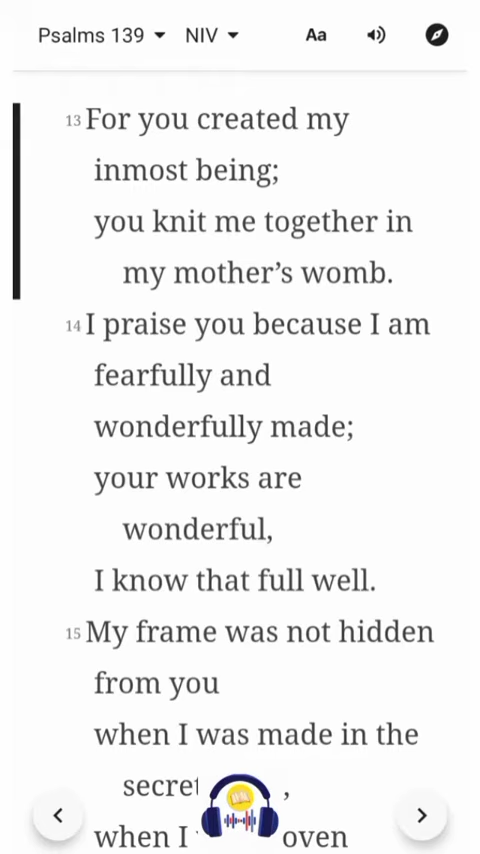 Psalms 139 NIV Aa
13 For you created my
inmost being;
you knit me together in
my mother’s womb.
14 I praise you because I am
fearfully and
wonderfully made;
your works are
wonderful,
I know that full well.
15 My frame was not hidden
from you
when I was made in the
,
when I